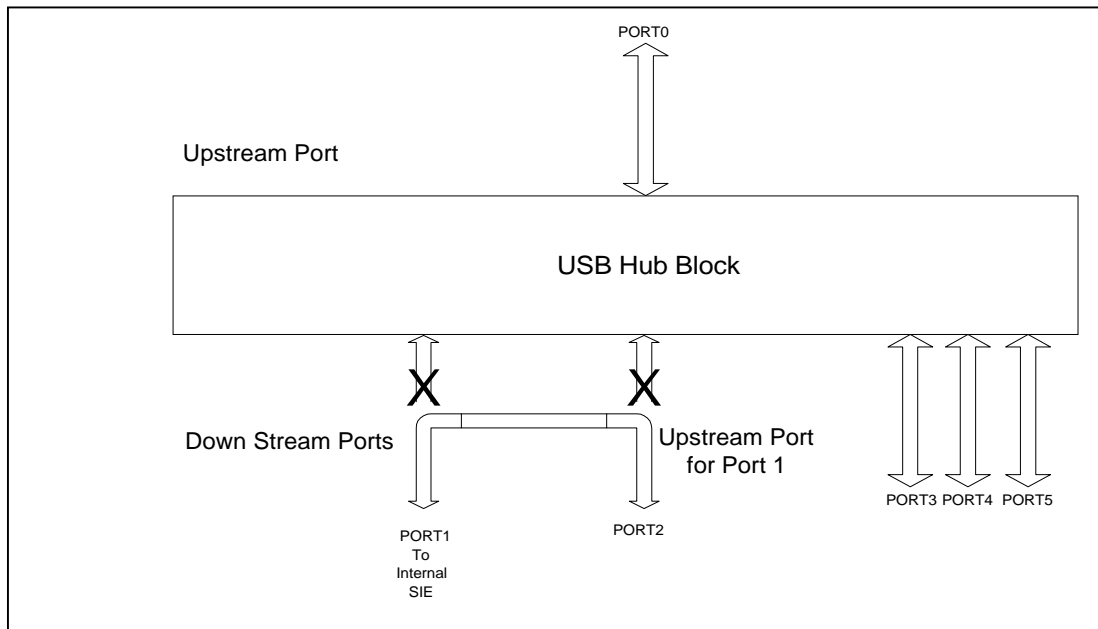 PORT0
Upstream Port
USB Hub Block
X X
Down Stream Ports
Upstream Port
for Port 1
PORT3 PORT4 PORT5
PORT1
To
Internal
SIE
PORT2